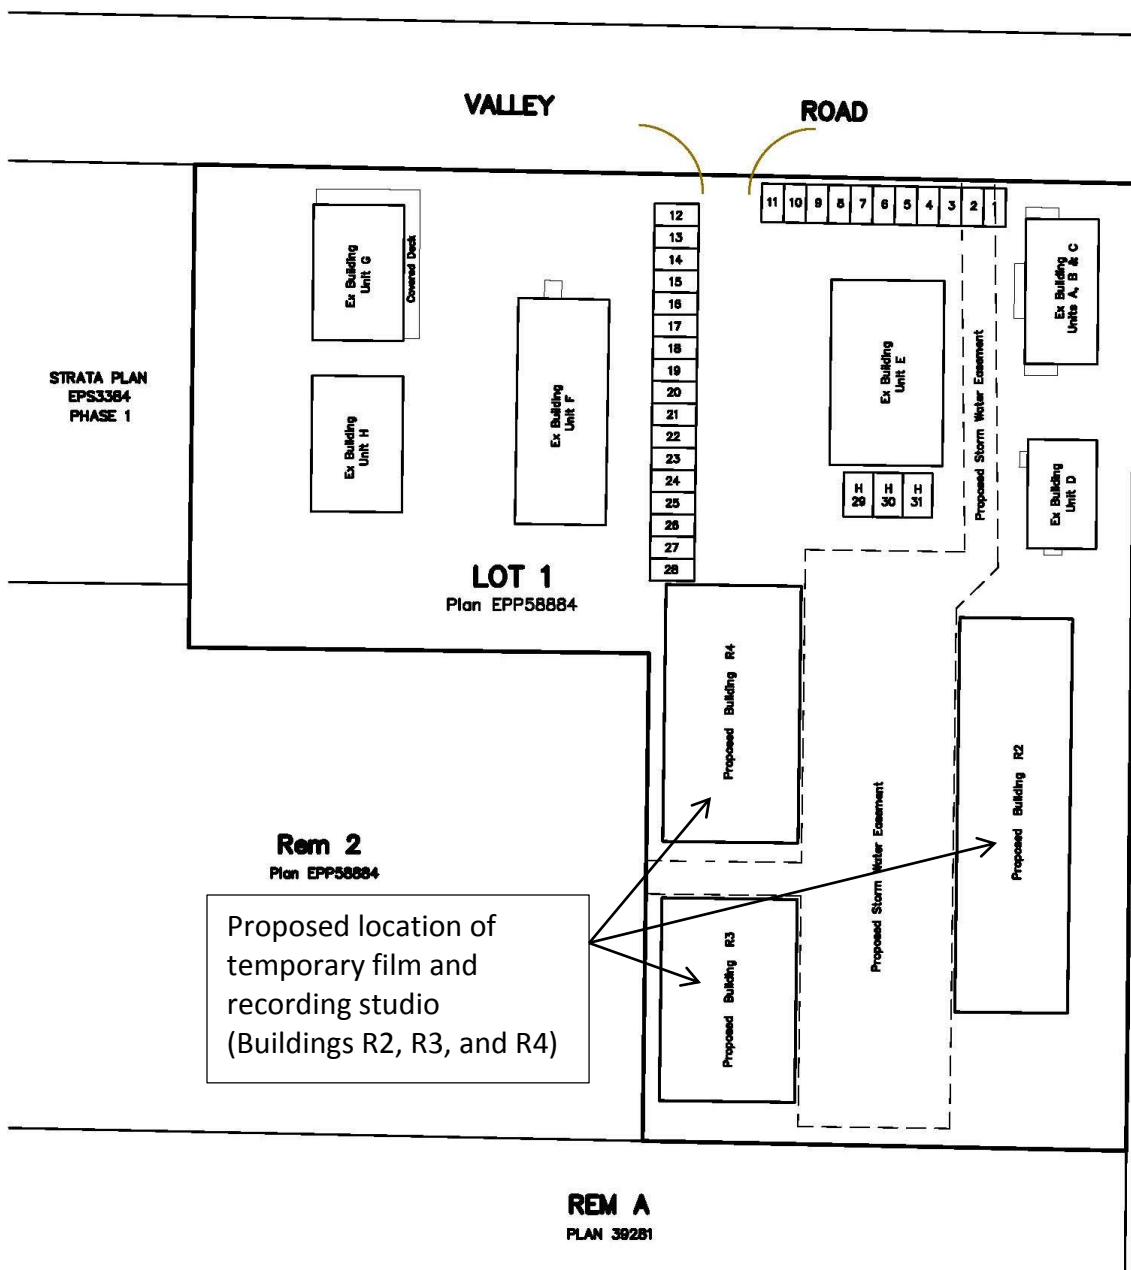 VALLEY ROAD
11 10 9 8 7 6 5 4 3 2 1
12
13
14
15
16
17
18
19
20
21
22
23
24
25
26
27
28
Ex Building
Unit G
Covered Deck
Ex Building
Unit H
Ex Building
Unit F
Ex Building
Unit E
H
29
H
30
H
31
Proposed Storm Water Easement
Ex Building
Units A, B & C
Ex Building
Unit D
STRATA PLAN
EPS3384
PHASE 1
LOT 1
Plan EPP58884
Proposed Building R4
Proposed Building R2
Proposed Storm Water Easement
Proposed Building R3
Rem 2
Plan EPP58884
Proposed location of
temporary film and
recording studio
(Buildings R2, R3, and R4)
REM A
PLAN 39281